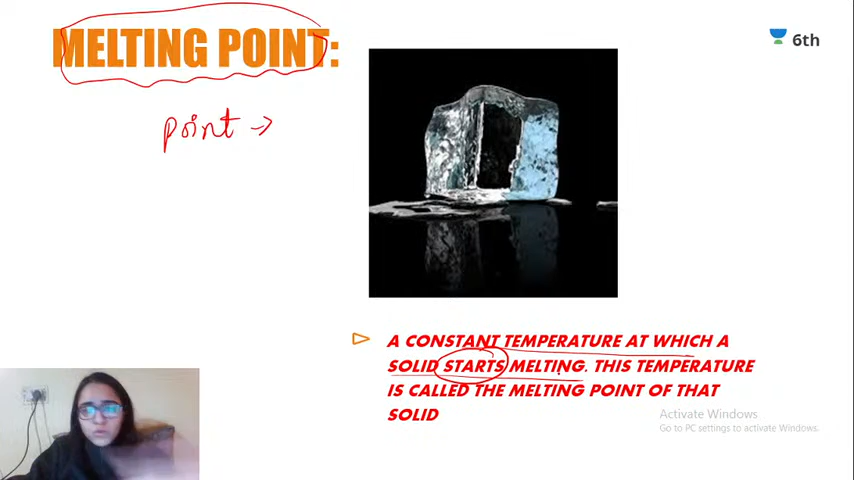 MELTING POINT:
6th
point →
A CONSTANT TEMPERATURE AT WHICH A
SOLID STARTS MELTING. THIS TEMPERATURE
IS CALLED THE MELTING POINT OF THAT
SOLID
Activate Windows
Go to PC settings to activate Windows.